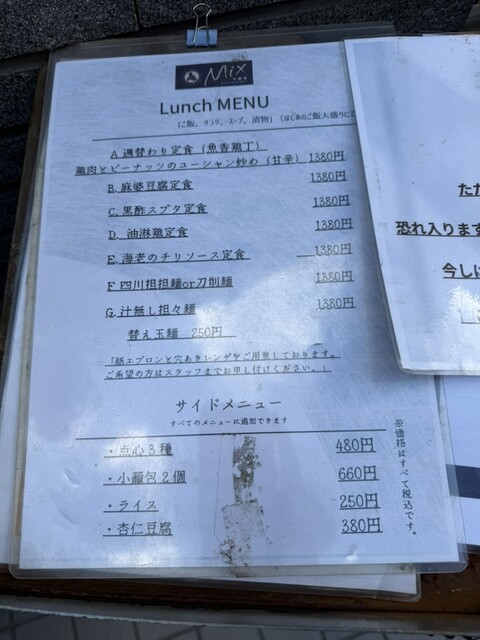 Mix
Lunch MENU
(ご飯、サラダ、スープ、漬物)(はじめのご飯大盛りに
A 週替わり定食（魚香鶏丁）
鶏肉とピーナッツのユーシャン炒め（甘辛） 1380円
B. 麻婆豆腐定食 1380円
C. 黒酢スブタ定食 1380円
D. 油淋鶏定食 1380円
E. 海老のチリソース定食 1380円
F 四川担担麺or刀削麺 1380円
G. 汁無し担々麺 1380円
替え玉麺 250円
「紙エプロンと穴あきレンゲをご用意しております。
ご希望の方はスタッフまでお申し付けください。」
サイドメニュー
すべてのメニューに追加できます
・点心３種 480円
・小籠包２個 660円
・ライス 250円
・杏仁豆腐 380円
※価格はすべて税込です。
ただ
恐れ入ります
今しば